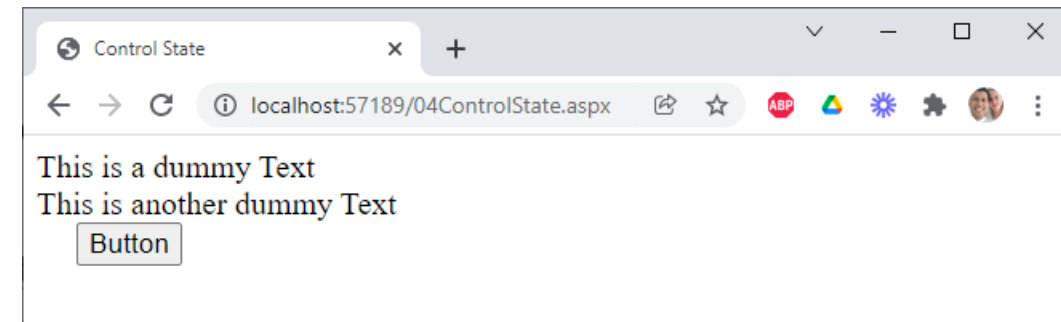 Control State
localhost:57189/04ControlState.aspx
ABP
This is a dummy Text
This is another dummy Text
Button